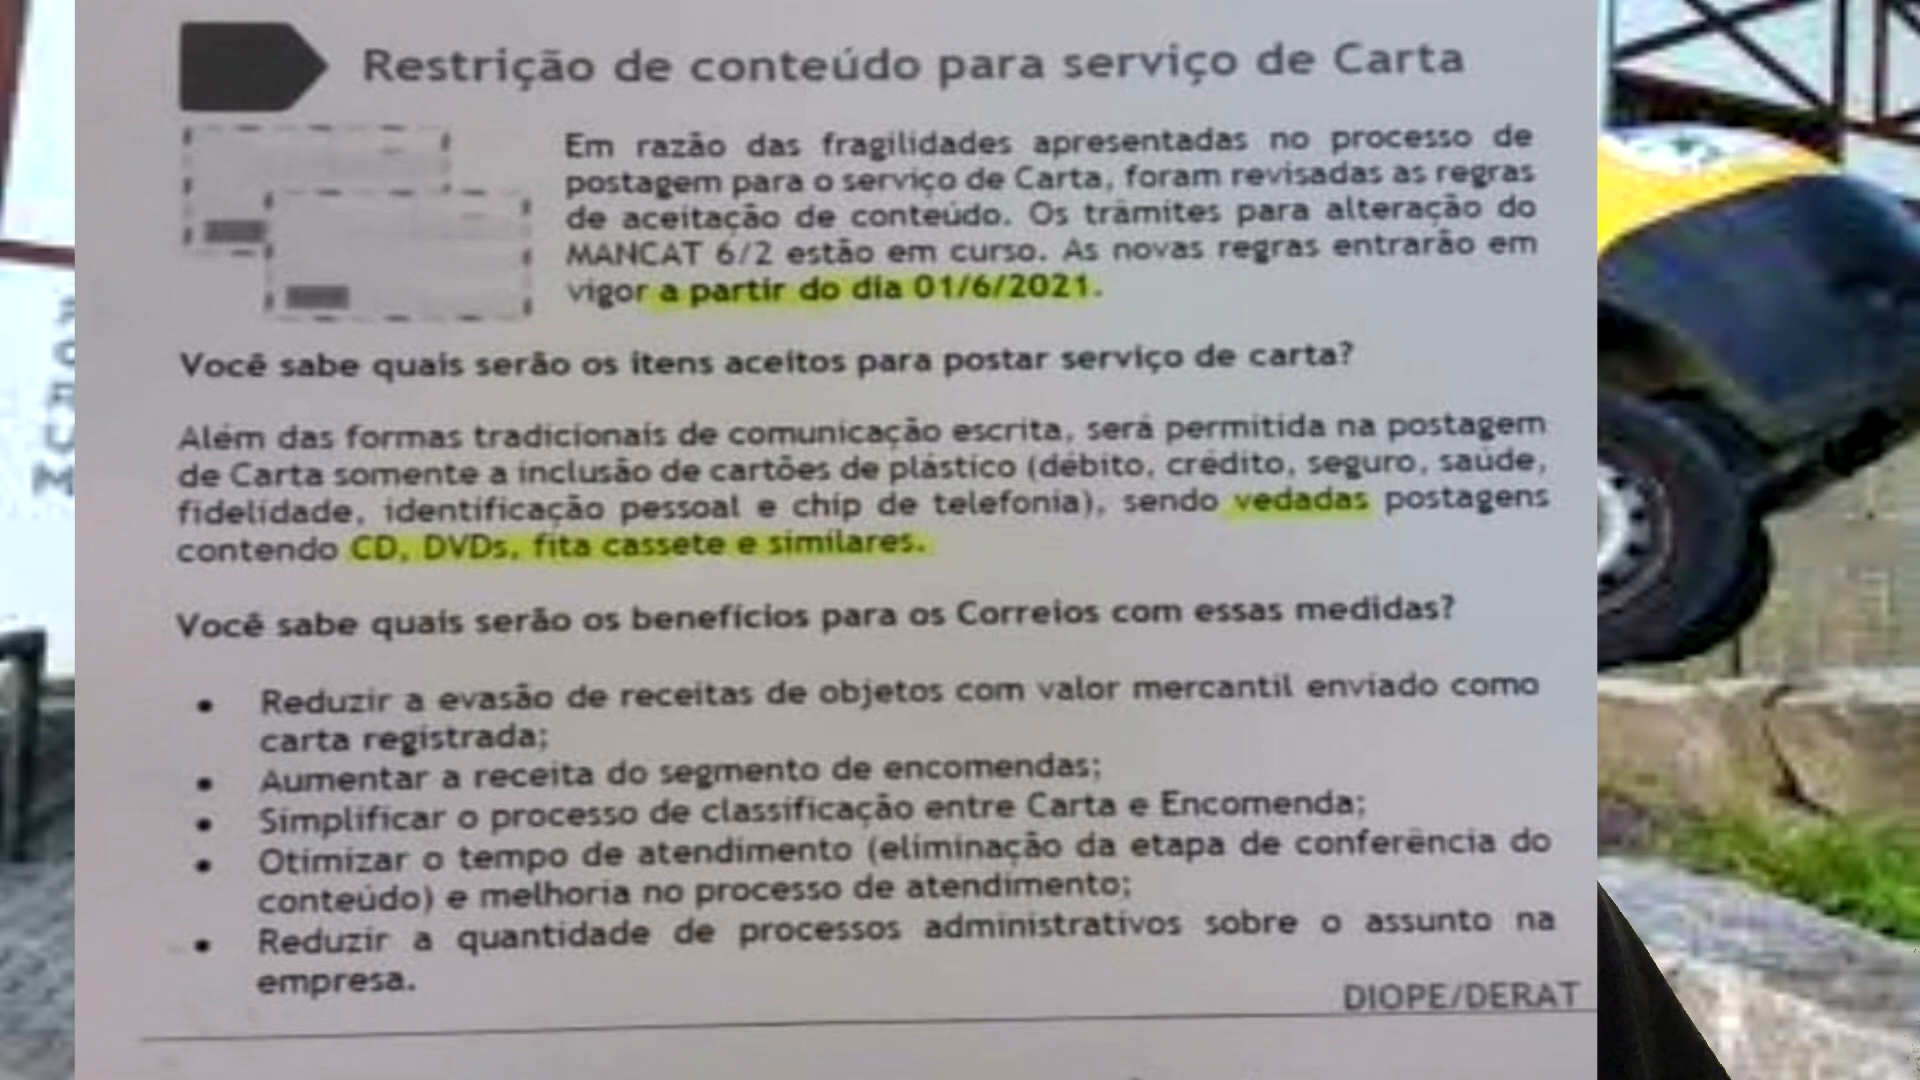 Restrição de conteúdo para serviço de Carta
Em razão das fragilidades apresentadas no processo de
postagem para o serviço de Carta, foram revisadas as regras
de aceitação de conteúdo. Os trâmites para alteração do
MANCAT 6/2 estão em curso. As novas regras entrarão em
vigor a partir do dia 01/6/2021.
Você sabe quais serão os itens aceitos para postar serviço de carta?
Além das formas tradicionais de comunicação escrita, será permitida na postagem
de Carta somente a inclusão de cartões de plástico (débito, crédito, seguro, saúde,
fidelidade, identificação pessoal e chip de telefonia), sendo vedadas postagens
contendo CD, DVDs, fita cassete e similares.
Você sabe quais serão os benefícios para os Correios com essas medidas?
• Reduzir a evasão de receitas de objetos com valor mercantil enviado como
carta registrada;
• Aumentar a receita do segmento de encomendas;
• Simplificar o processo de classificação entre Carta e Encomenda;
• Otimizar o tempo de atendimento (eliminação da etapa de conferência do
conteúdo) e melhoria no processo de atendimento;
• Reduzir a quantidade de processos administrativos sobre o assunto na
empresa.
DIOPE/DERAT